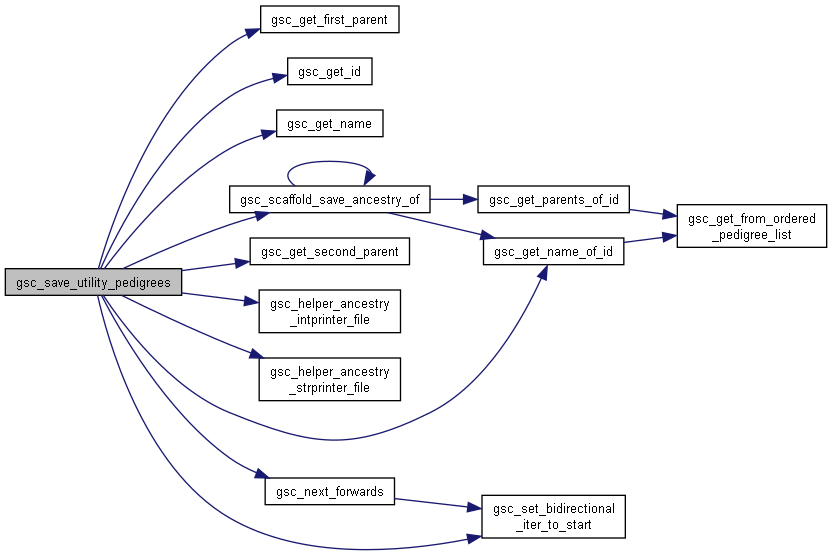 gsc_get_first_parent
gsc_get_id
gsc_get_name
gsc_scaffold_save_ancestry_of
gsc_get_parents_of_id
gsc_get_from_ordered
_pedigree_list
gsc_get_second_parent
gsc_get_name_of_id
gsc_save_utility_pedigrees
gsc_helper_ancestry
_intprinter_file
gsc_helper_ancestry
_strprinter_file
gsc_next_forwards
gsc_set_bidirectional
_iter_to_start